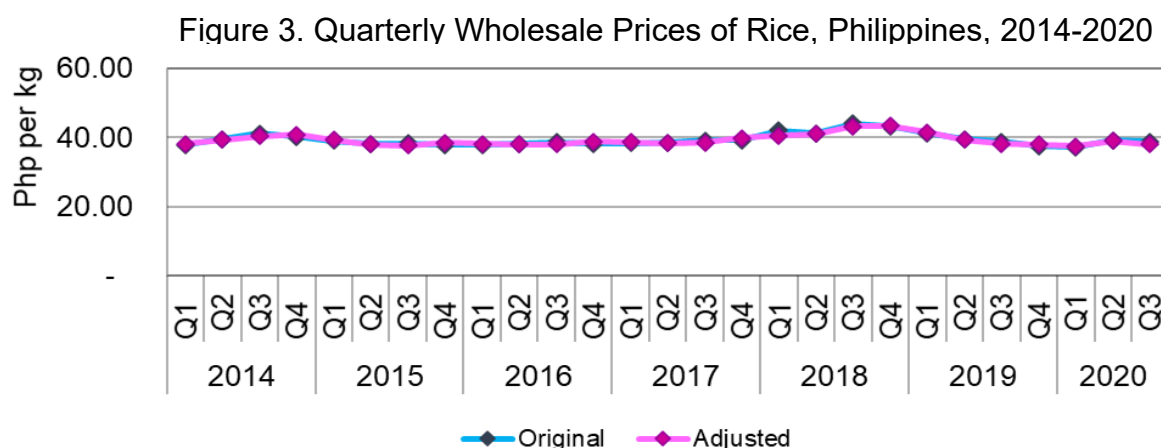 Figure 3. Quarterly Wholesale Prices of Rice, Philippines, 2014-2020
Php per kg
60.00
40.00
20.00
-
Q1 Q2 Q3 Q4 Q1 Q2 Q3 Q4 Q1 Q2 Q3 Q4 Q1 Q2 Q3 Q4 Q1 Q2 Q3 Q4 Q1 Q2 Q3 Q4 Q1 Q2 Q3
2014 2015 2016 2017 2018 2019 2020
Original Adjusted